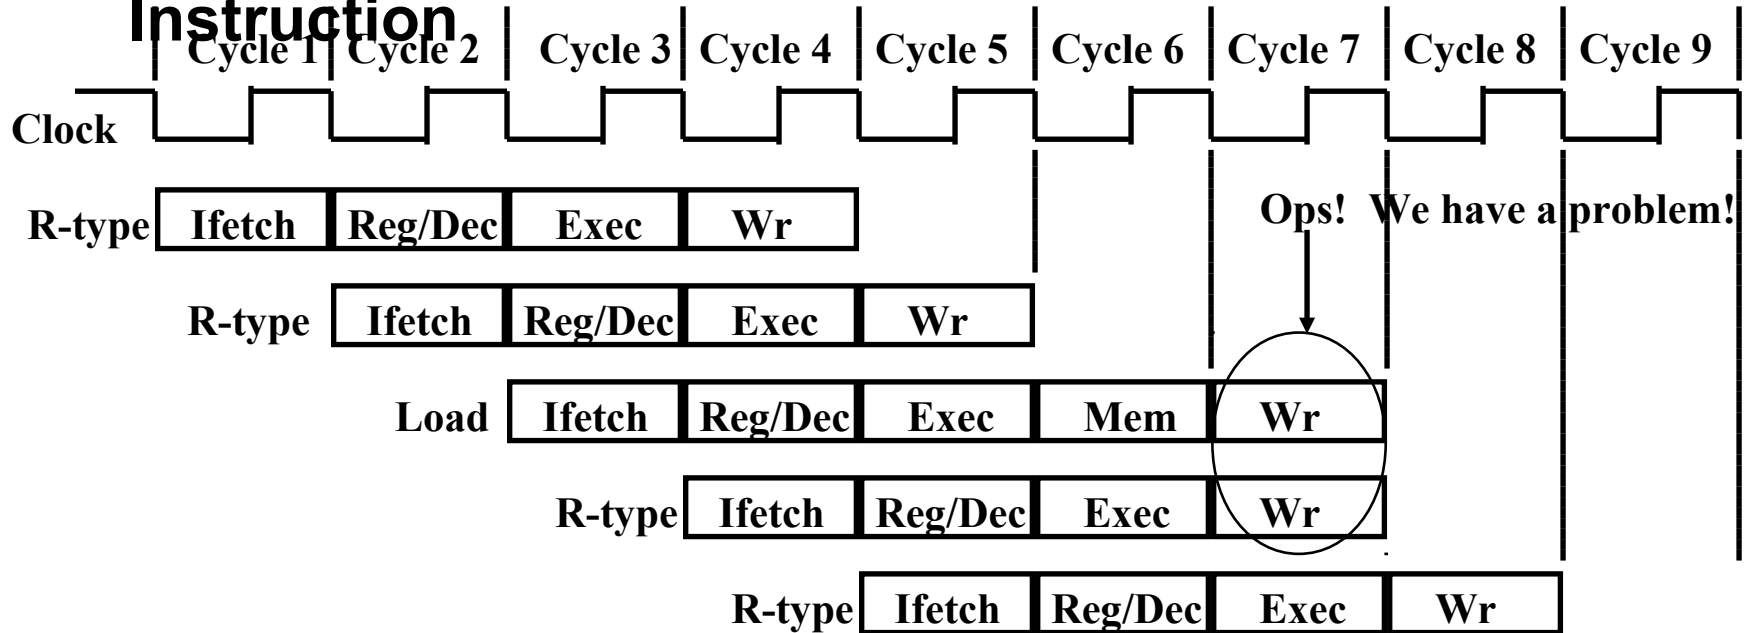 Instruction
Cycle 1 Cycle 2 Cycle 3 Cycle 4 Cycle 5 Cycle 6 Cycle 7 Cycle 8 Cycle 9
Clock
Ops! We have a problem!
R-type Ifetch Reg/Dec Exec Wr
R-type Ifetch Reg/Dec Exec Wr
Load Ifetch Reg/Dec Exec Mem Wr
R-type Ifetch Reg/Dec Exec Wr
R-type Ifetch Reg/Dec Exec Wr